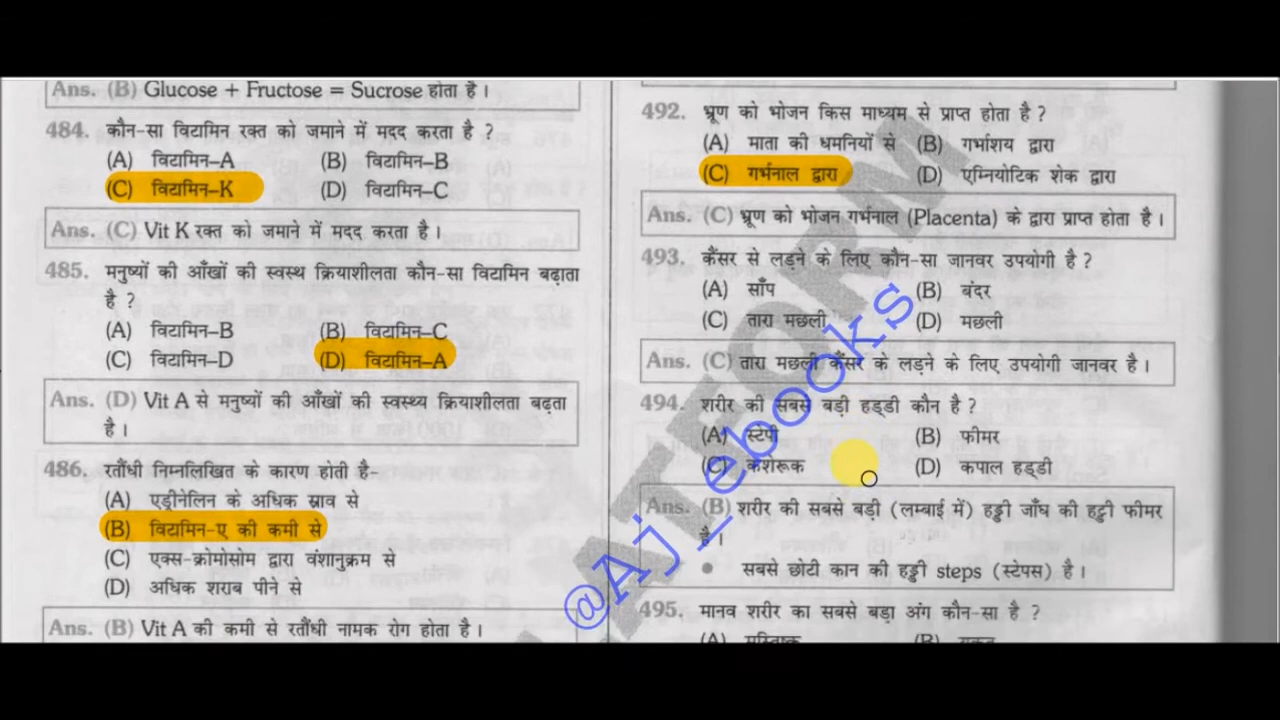 Ans. (B) Glucose + Fructose = Sucrose होता है।
484. कौन-सा विटामिन रक्त को जमाने में मदद करता है ?
(A) विटामिन–A (B) विटामिन–B
(C) विटामिन–K (D) विटामिन–C
Ans. (C) Vit K रक्त को जमाने में मदद करता है।
485. मनुष्यों की आँखों की स्वस्थ क्रियाशीलता कौन-सा विटामिन बढ़ाता
है ?
(A) विटामिन–B (B) विटामिन–C
(C) विटामिन–D (D) विटामिन–A
Ans. (D) Vit A से मनुष्यों की आँखों की स्वस्थ्य क्रियाशीलता बढ़ता
है।
486. रतौंधी निम्नलिखित के कारण होती है-
(A) एड्रीनेलिन के अधिक स्राव से
(B) विटामिन-ए की कमी से
(C) एक्स-क्रोमोसोम द्वारा वंशानुक्रम से
(D) अधिक शराब पीने से
Ans. (B) Vit A की कमी से रतौंधी नामक रोग होता है।
492. भ्रूण को भोजन किस माध्यम से प्राप्त होता है ?
(A) माता की धमनियों से (B) गर्भाशय द्वारा
(C) गर्भनाल द्वारा (D) एम्नियोटिक शेक द्वारा
Ans. (C) भ्रूण को भोजन गर्भनाल (Placenta) के द्वारा प्राप्त होता है।
493. कैंसर से लड़ने के लिए कौन-सा जानवर उपयोगी है ?
(A) साँप (B) बंदर
(C) तारा मछली (D) मछली
Ans. (C) तारा मछली कैंसर के लड़ने के लिए उपयोगी जानवर है।
494. शरीर की सबसे बड़ी हड्डी कौन है ?
(A) स्टेपी (B) फीमर
(C) केशेरूक (D) कपाल हड्डी
Ans. (B) शरीर की सबसे बड़ी (लम्बाई में) हड्डी जाँघ की हट्टी फीमर
है।
• सबसे छोटी कान की हड्डी steps (स्टेपस) है।
495. मानव शरीर का सबसे बड़ा अंग कौन-सा है ?
(A) मस्तिष्क (B) यकृत
@Aj_ebooks